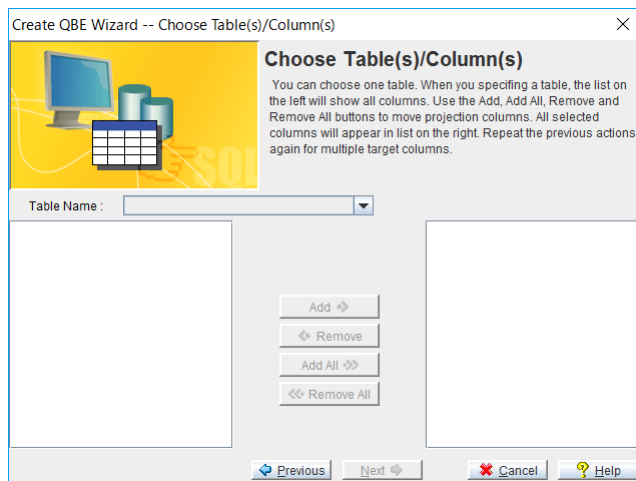 Create QBE Wizard -- Choose Table(s)/Column(s)
Choose Table(s)/Column(s)
You can choose one table. When you specifing a table, the list on
the left will show all columns. Use the Add, Add All, Remove and
Remove All buttons to move projection columns. All selected
columns will appear in list on the right. Repeat the previous actions
again for multiple target columns.
SQL
Table Name :
Add
Remove
Add All
Remove All
Previous Next Cancel Help